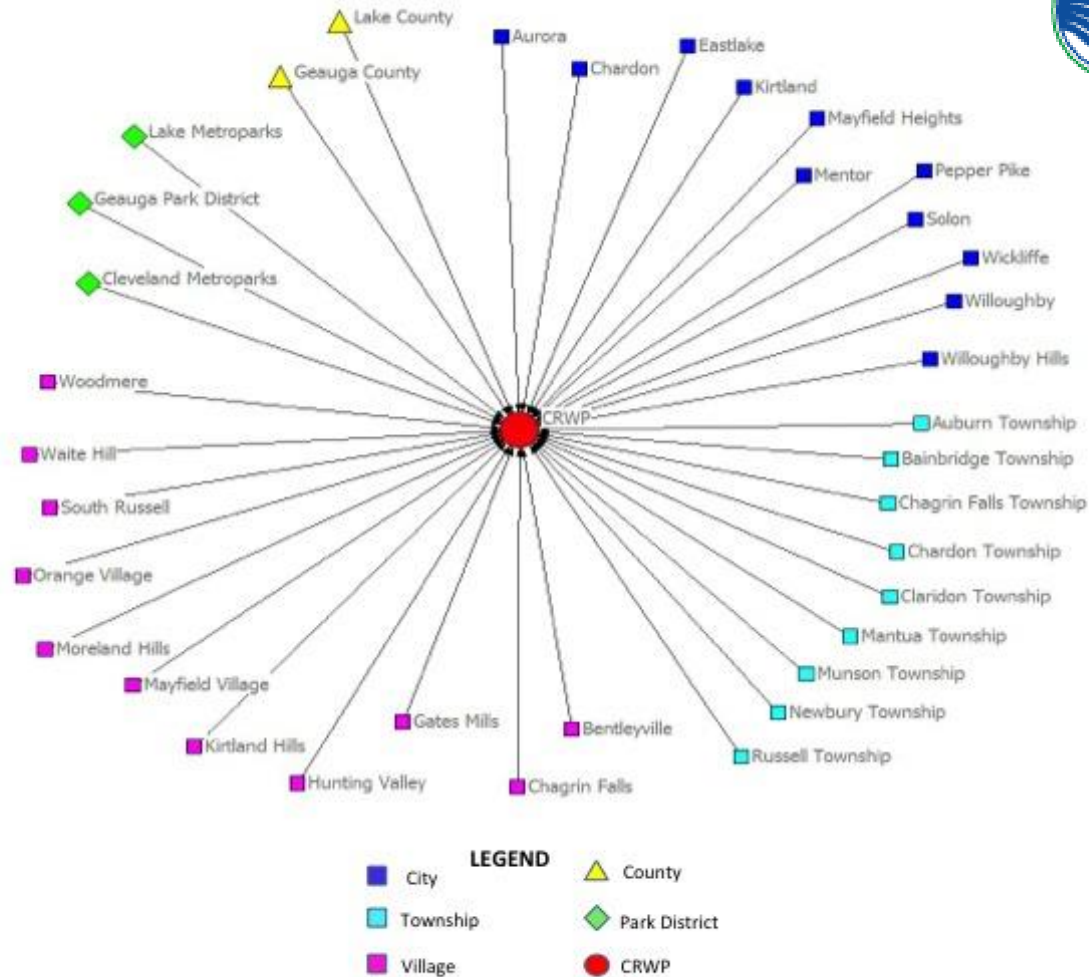 Lake County
Geauga County
Lake Metroparks
Geauga Park District
Cleveland Metroparks
Woodmere
Waite Hill
South Russell
Orange Village
Moreland Hills
Mayfield Village
Kirtland Hills
Hunting Valley
Gates Mills
Chagrin Falls
Bentleyville
Aurora
Chardon
Eastlake
Kirtland
Mayfield Heights
Mentor
Pepper Pike
Solon
Wickliffe
Willoughby
Willoughby Hills
CRWP
Auburn Township
Bainbridge Township
Chagrin Falls Township
Chardon Township
Claridon Township
Mantua Township
Munson Township
Newbury Township
Russell Township
LEGEND
City
Township
Village
County
Park District
CRWP